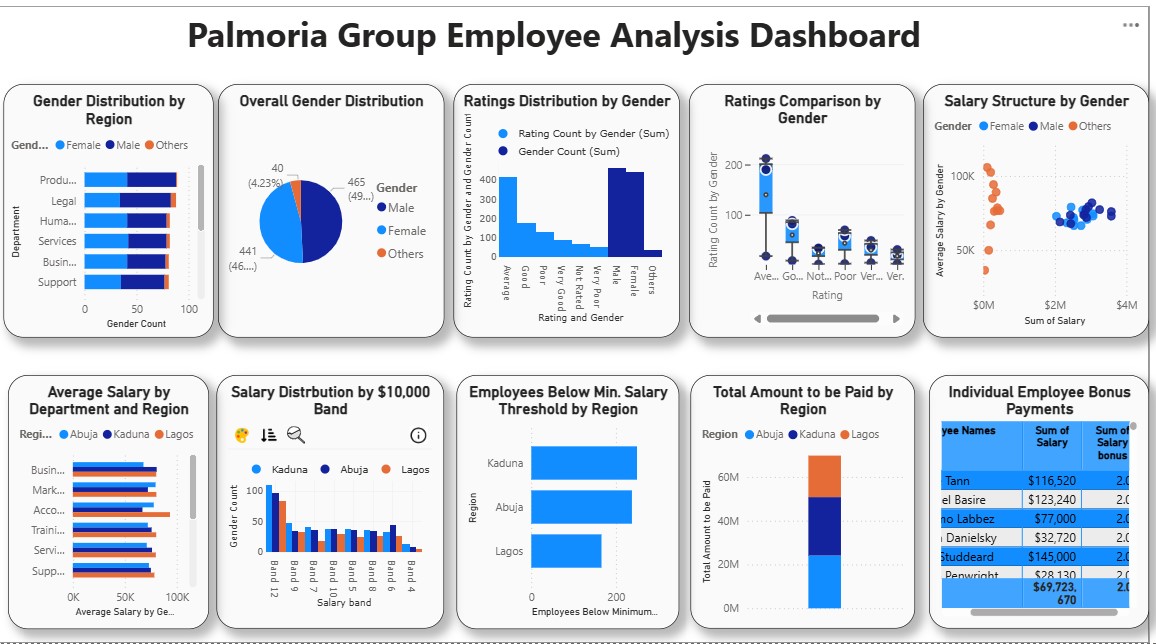 Palmoria Group Employee Analysis Dashboard
Gender Distribution by
Region
Gend... Female Male Others
Department
Produ...
Legal
Huma...
Services
Busin...
Support
0 50 100
Gender Count
Overall Gender Distribution
40
(4.23%)
465
(49...)
441
(46....)
Gender
Male
Female
Others
Ratings Distribution by Gender
Rating Count by Gender (Sum)
Gender Count (Sum)
Rating Count by Gender and Gender Count
400
300
200
100
0
Average
Good
Poor
Very Good
Not Rated
Very Poor
Male
Female
Others
Rating and Gender
Ratings Comparison by
Gender
Rating Count by Gender
200
100
Ave... Go... Not... Poor Ver... Ver.
Rating
Salary Structure by Gender
Gender Female Male Others
Average Salary by Gender
100K
50K
$0M $2M $4M
Sum of Salary
Average Salary by
Department and Region
Regi... Abuja Kaduna Lagos
Busin...
Mark...
Acco...
Traini...
Servi...
Supp...
0K 50K 100K
Average Salary by Ge...
Salary Distrbution by $10,000
Band
Kaduna Abuja Lagos
Gender Count
100
50
0
Band 12
Band 9
Band 7
Band 10
Band 5
Band 8
Band 6
Band 4
Salary band
Employees Below Min. Salary
Threshold by Region
Region
Kaduna
Abuja
Lagos
0 200
Employees Below Minimum...
Total Amount to be Paid by
Region
Region Abuja Kaduna Lagos
Total Amount to be Paid
60M
40M
20M
0M
Individual Employee Bonus
Payments
yee Names Sum of Salary Sum of Salary bonus
Tann $116,520 2.0
el Basire $123,240 2.0
no Labbez $77,000 2.0
Danielsky $32,720 2.0
Studdeard $145,000 2.0
Penwright $28,130 2.0
$69,723,
670 2.0